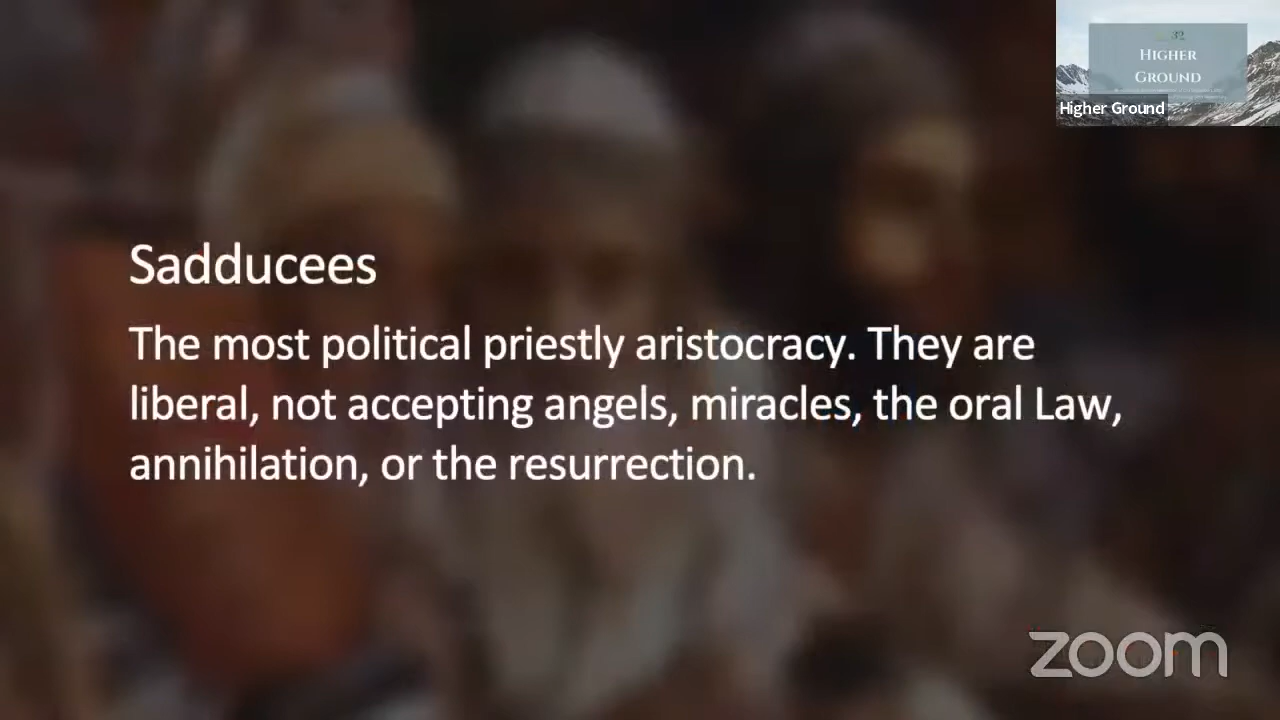 32
HIGHER
GROUND
Higher Ground
Sadducees
The most political priestly aristocracy. They are
liberal, not accepting angels, miracles, the oral Law,
annihilation, or the resurrection.
zoom